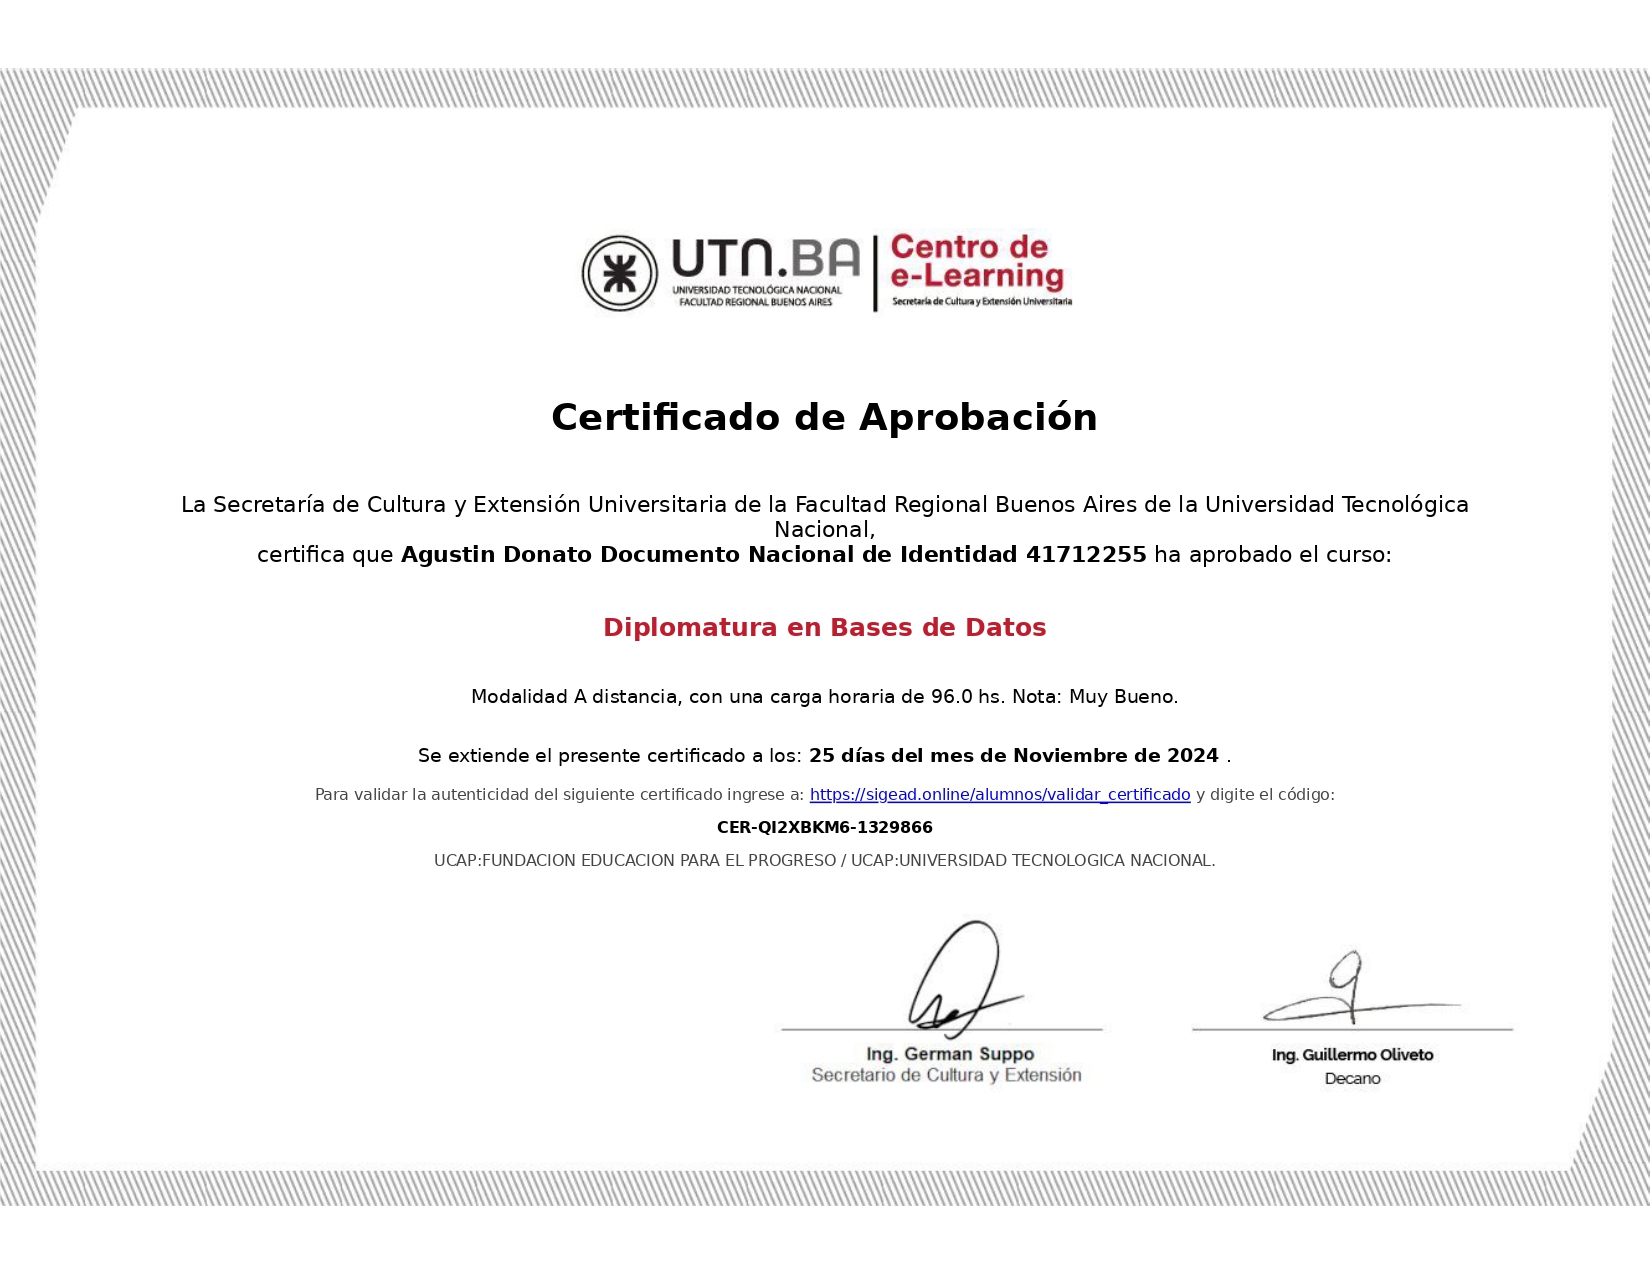 UTN.BA
UNIVERSIDAD TECNOLÓGICA NACIONAL
FACULTAD REGIONAL BUENOS AIRES
Centro de
e-Learning
Secretaría de Cultura y Extensión Universitaria
Certificado de Aprobación
La Secretaría de Cultura y Extensión Universitaria de la Facultad Regional Buenos Aires de la Universidad Tecnológica
Nacional,
certifica que Agustin Donato Documento Nacional de Identidad 41712255 ha aprobado el curso:
Diplomatura en Bases de Datos
Modalidad A distancia, con una carga horaria de 96.0 hs. Nota: Muy Bueno.
Se extiende el presente certificado a los: 25 días del mes de Noviembre de 2024 .
Para validar la autenticidad del siguiente certificado ingrese a: https://sigead.online/alumnos/validar_certificado y digite el código:
CER-QI2XBKM6-1329866
UCAP:FUNDACION EDUCACION PARA EL PROGRESO / UCAP:UNIVERSIDAD TECNOLOGICA NACIONAL.
Ing. German Suppo
Secretario de Cultura y Extensión
Ing. Guillermo Oliveto
Decano